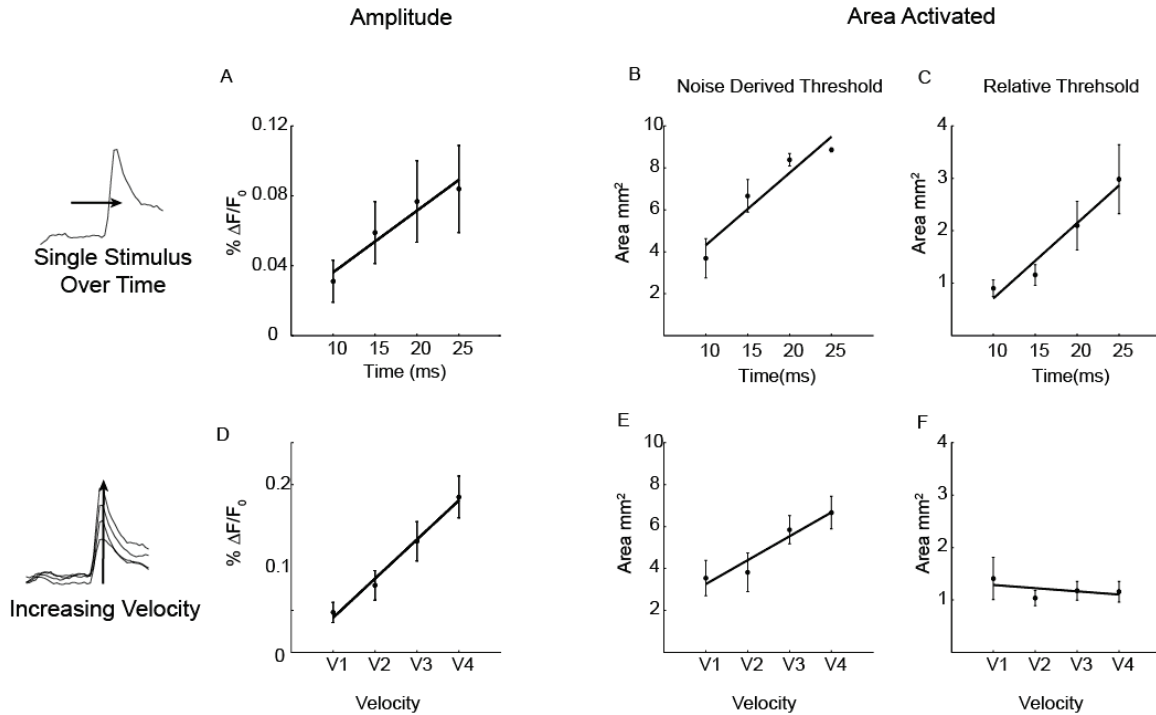 Amplitude
Area Activated
A
B
C
Noise Derived Threshold
Relative Threhsold
Single Stimulus
Over Time
% ΔF/F₀
0.12
0.08
0.04
0
10 15 20 25
Time (ms)
Area mm²
10
8
6
4
2
10 15 20 25
Time(ms)
Area mm²
4
3
2
1
10 15 20 25
Time(ms)
D
E
F
Increasing Velocity
% ΔF/F₀
0.2
0.1
0
V1 V2 V3 V4
Velocity
Area mm²
10
8
6
4
2
V1 V2 V3 V4
Velocity
Area mm²
4
3
2
1
V1 V2 V3 V4
Velocity